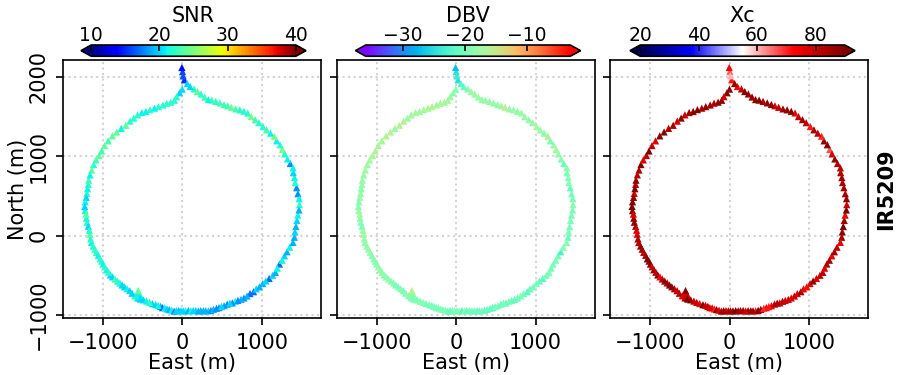 SNR DBV Xc
10 20 30 40 −30 −20 −10 20 40 60 80
2000
1000
0
−1000
North (m)
IR5209
−1000 0 1000 −1000 0 1000 −1000 0 1000
East (m) East (m) East (m)